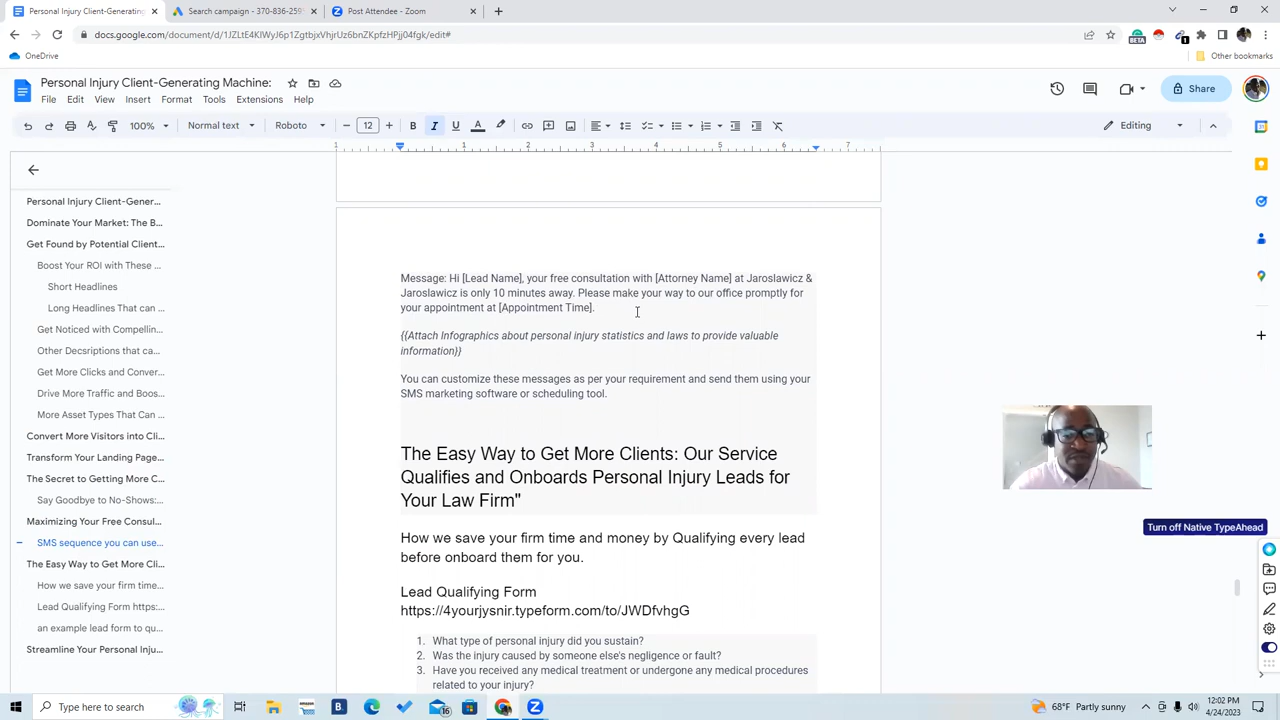 Personal Injury Client-Generating
Search campaign - 370-836-259
Post Attendee - Zoom
docs.google.com/document/d/1JZLtE4KIWyJ6p1ZgtbjxVhjrUz6bnZKpfzHPjj04fgk/edit#
BETA
1
OneDrive
Other bookmarks
Personal Injury Client-Generating Machine:
File Edit View Insert Format Tools Extensions Help
Share
100% Normal text Roboto 12 B I U A Editing
1 1 2 3 4 5 6 7
Personal Injury Client-Gener...
Dominate Your Market: The B...
Get Found by Potential Client...
Boost Your ROI with These ...
Short Headlines
Long Headlines That can ...
Get Noticed with Compellin...
Other Decsriptions that ca...
Get More Clicks and Conver...
Drive More Traffic and Boos...
More Asset Types That Can ...
Convert More Visitors into Cli...
Transform Your Landing Page...
The Secret to Getting More C...
Say Goodbye to No-Shows:...
Maximizing Your Free Consul...
SMS sequence you can use...
The Easy Way to Get More Cli...
How we save your firm time...
Lead Qualifying Form https:...
an example lead form to qu...
Streamline Your Personal Inju...
Message: Hi [Lead Name], your free consultation with [Attorney Name] at Jaroslawicz &
Jaroslawicz is only 10 minutes away. Please make your way to our office promptly for
your appointment at [Appointment Time].
{{Attach Infographics about personal injury statistics and laws to provide valuable
information}}
You can customize these messages as per your requirement and send them using your
SMS marketing software or scheduling tool.
The Easy Way to Get More Clients: Our Service
Qualifies and Onboards Personal Injury Leads for
Your Law Firm"
How we save your firm time and money by Qualifying every lead
before onboard them for you.
Lead Qualifying Form
https://4yourjysnir.typeform.com/to/JWDfvhgG
1. What type of personal injury did you sustain?
2. Was the injury caused by someone else's negligence or fault?
3. Have you received any medical treatment or undergone any medical procedures
related to your injury?
Turn off Native TypeAhead
Type here to search
B.
16
68°F Partly sunny
12:02 PM
4/24/2023